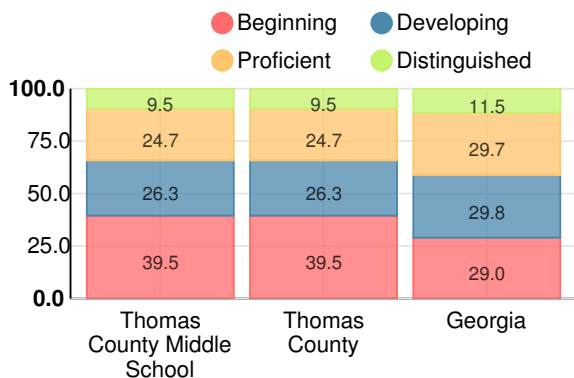 Beginning
Developing
Proficient
Distinguished
100.0
75.0
50.0
25.0
0.0
9.5
9.5
11.5
24.7
24.7
29.7
26.3
26.3
29.8
39.5
39.5
29.0
Thomas
County Middle
School
Thomas
County
Georgia